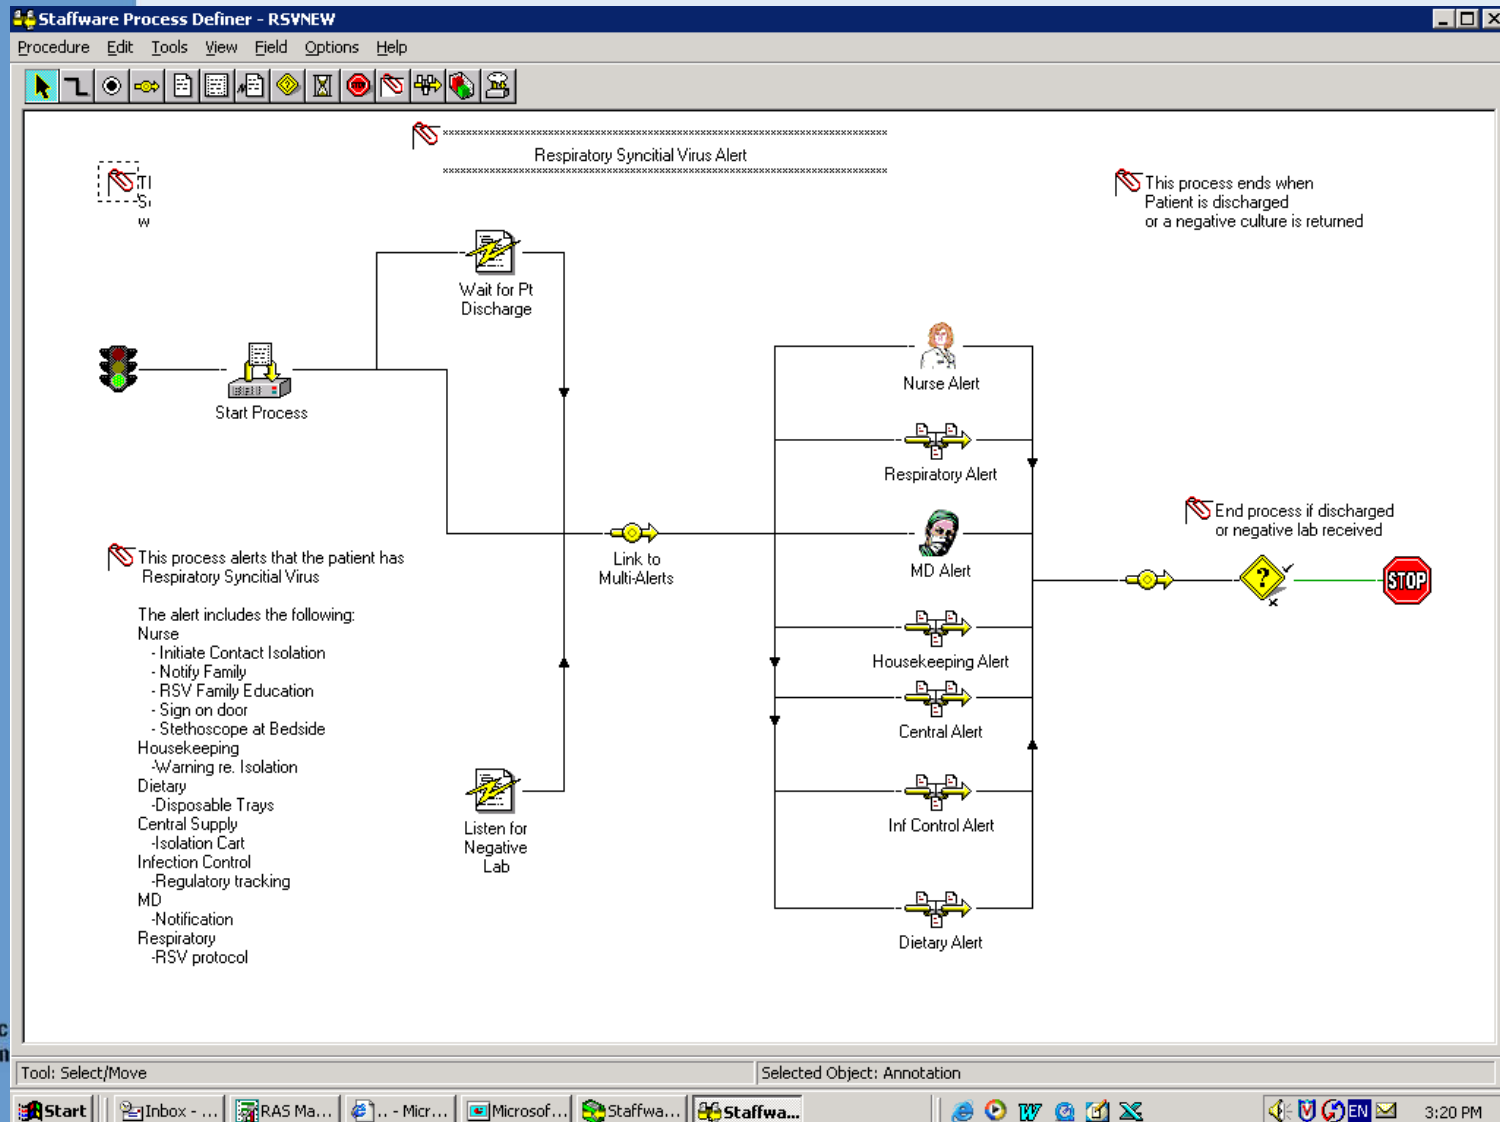 Staffware Process Definer - RSVNEW
Procedure Edit Tools View Field Options Help
Respiratory Syncitial Virus Alert
This process ends when
Patient is discharged
or a negative culture is returned
Wait for Pt
Discharge
Start Process
Nurse Alert
Respiratory Alert
End process if discharged
or negative lab received
STOP
Link to
Multi-Alerts
MD Alert
This process alerts that the patient has
Respiratory Syncitial Virus
The alert includes the following:
Nurse
- Initiate Contact Isolation
- Notify Family
- RSV Family Education
- Sign on door
- Stethoscope at Bedside
Housekeeping
-Warning re. Isolation
Dietary
-Disposable Trays
Central Supply
-Isolation Cart
Infection Control
-Regulatory tracking
MD
-Notification
Respiratory
-RSV protocol
Housekeeping Alert
Central Alert
Listen for
Negative
Lab
Inf Control Alert
Dietary Alert
Tool: Select/Move
Selected Object: Annotation
Start
Inbox - ...
RAS Ma...
.. - Micr...
Microsof...
Staffwa...
Staffwa...
EN
3:20 PM